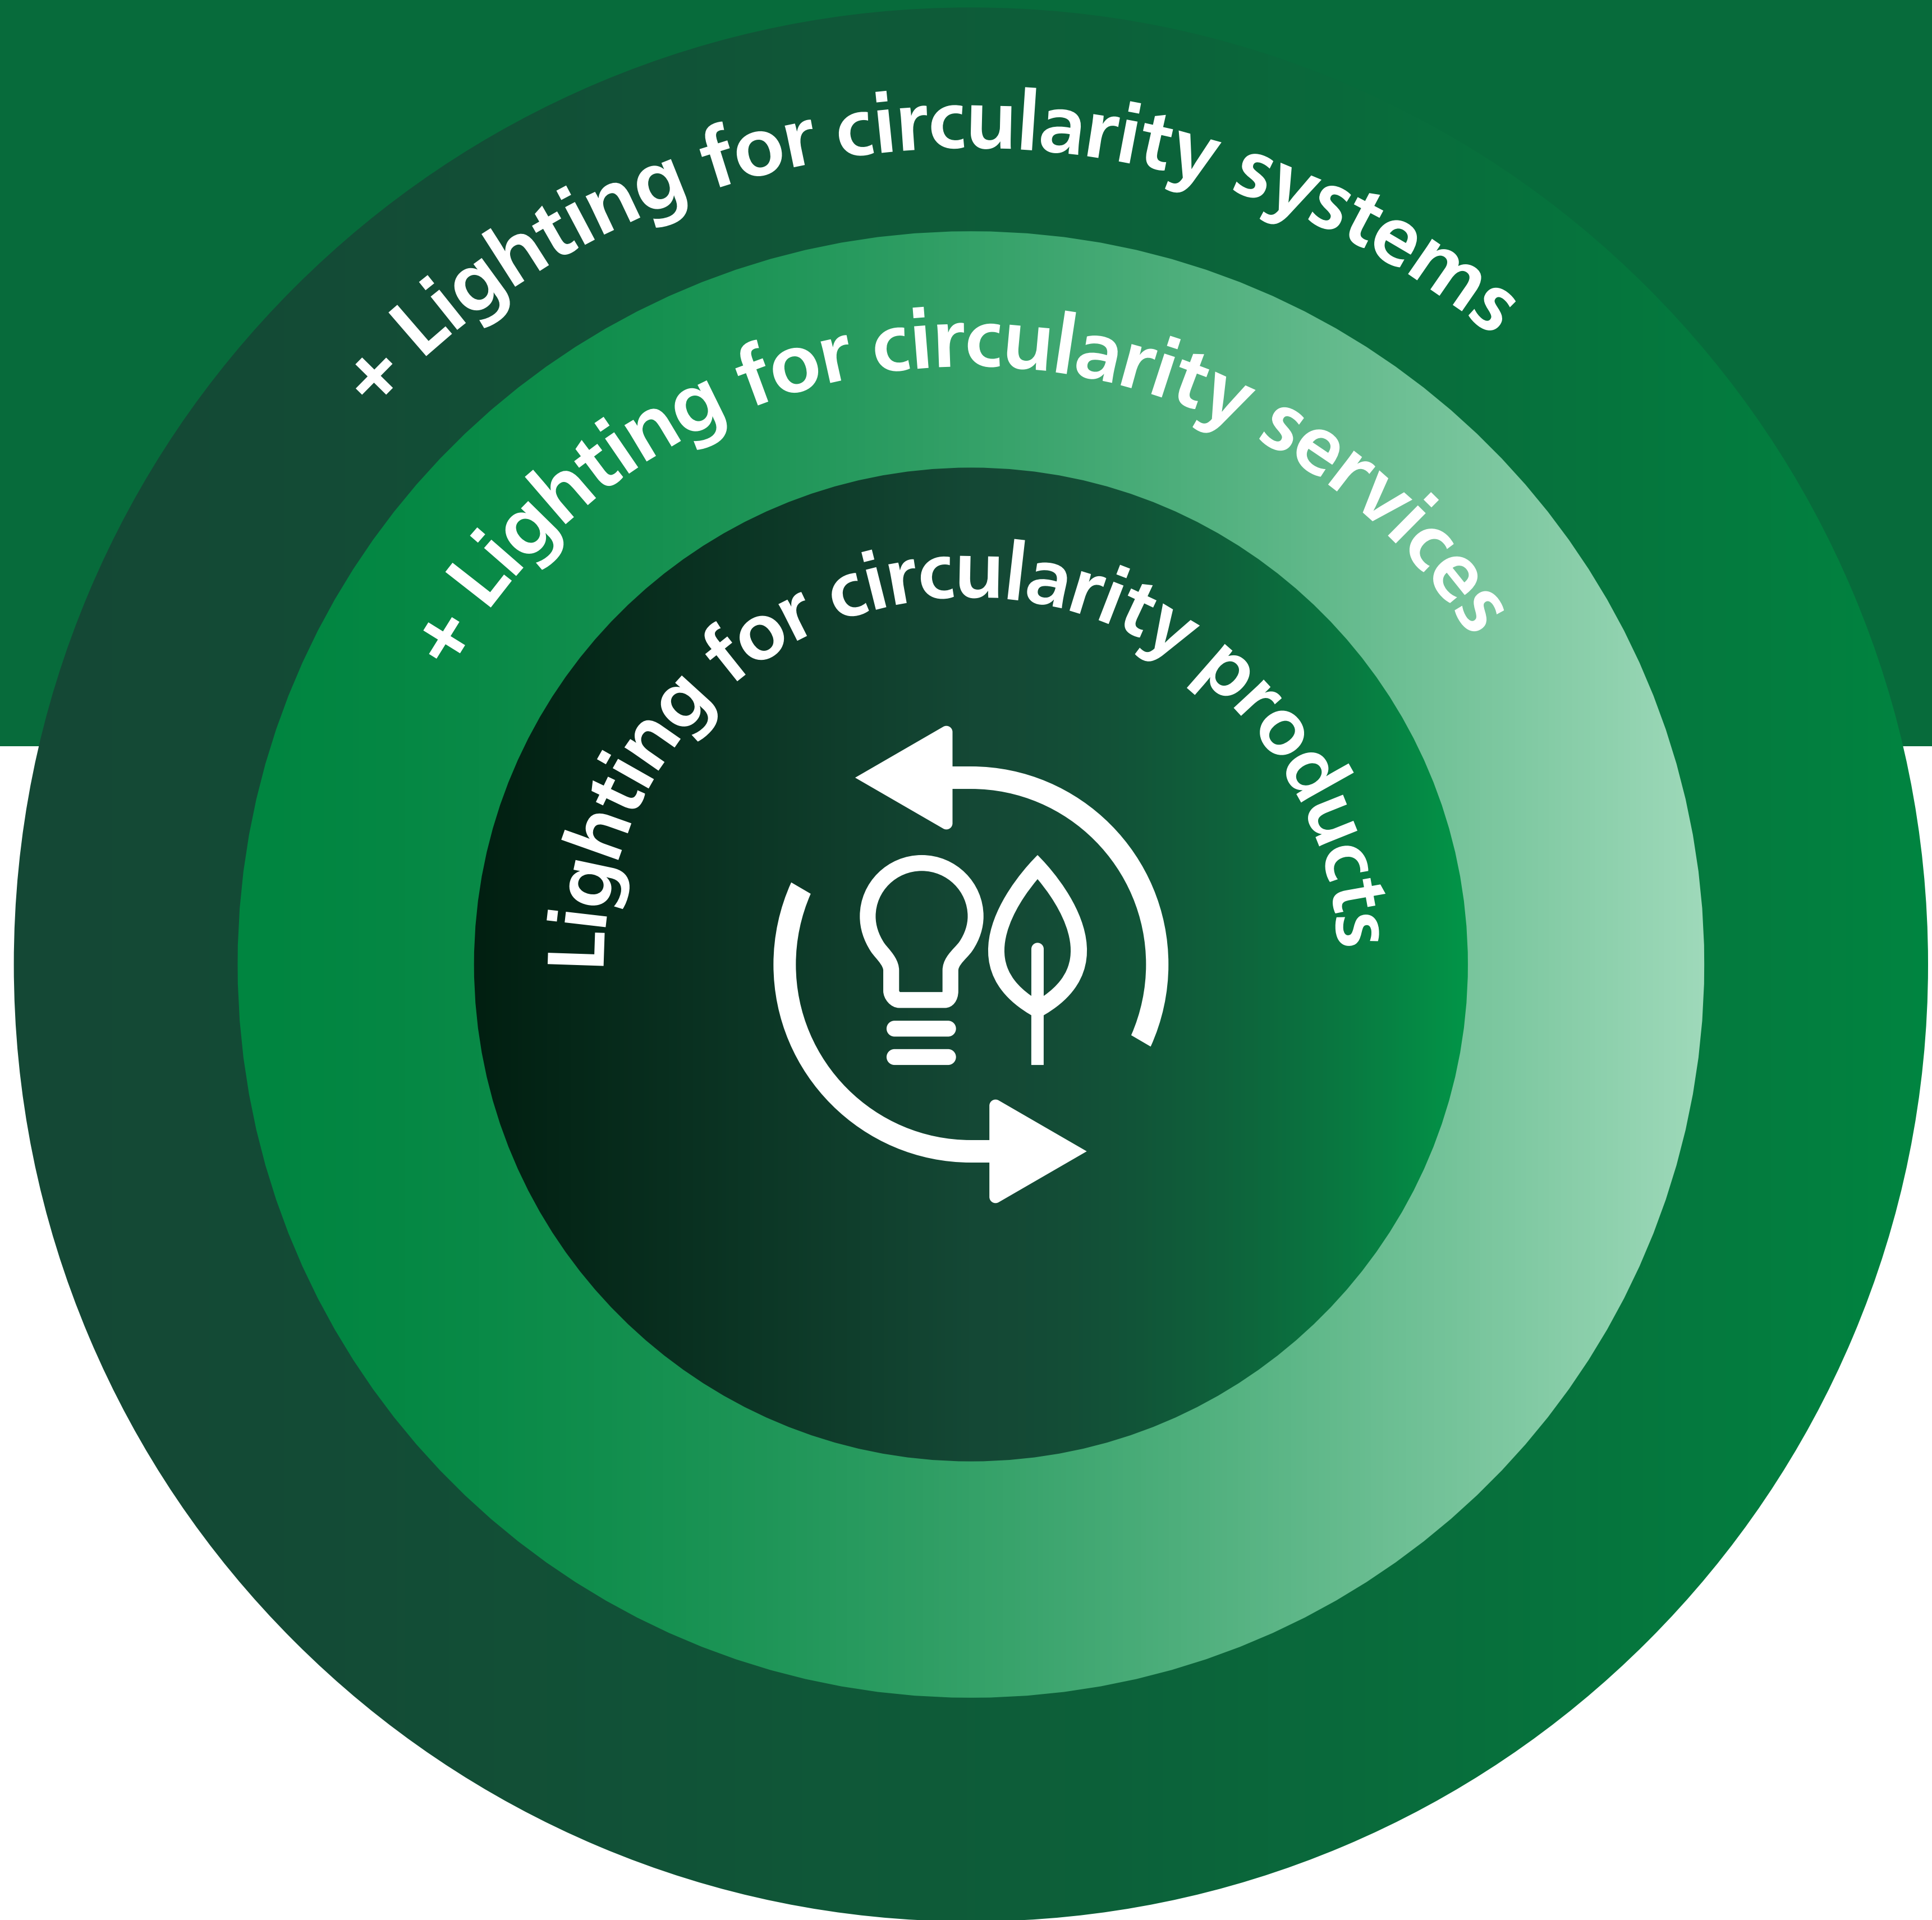 + Lighting for circularity systems
+ Lighting for circularity services
Lighting for circularity products